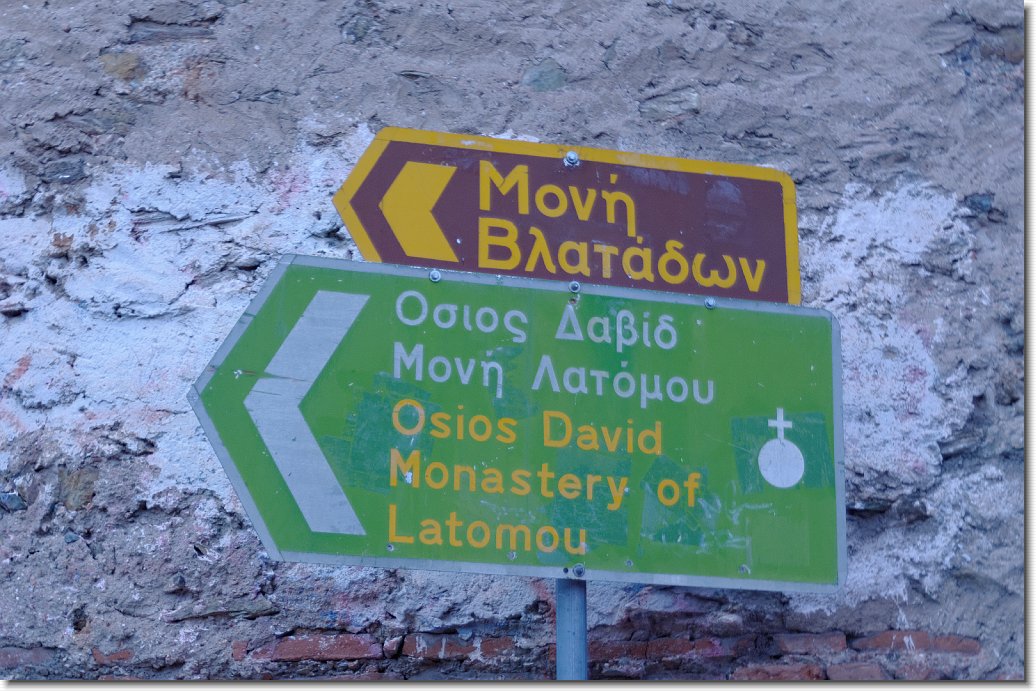 Μονή
Βλατάδων
Οσιος Δαβίδ
Μονή Λατόμου
Osios David
Monastery of
Latomou